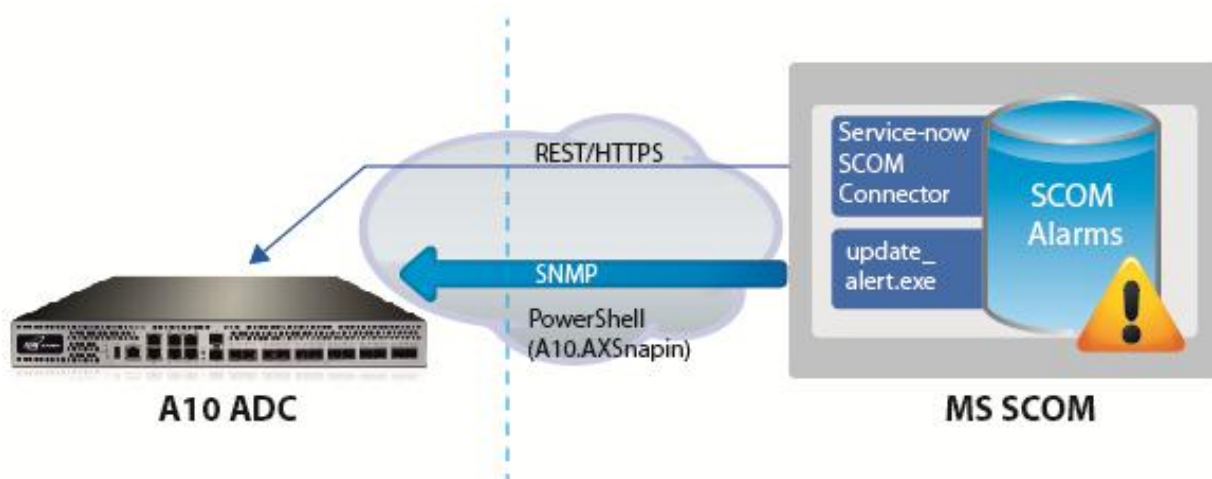 REST/HTTPS
SNMP
PowerShell
(A10.AXSnapin)
Service-now
SCOM
Connector
update_
alert.exe
SCOM
Alarms
A10 ADC
MS SCOM